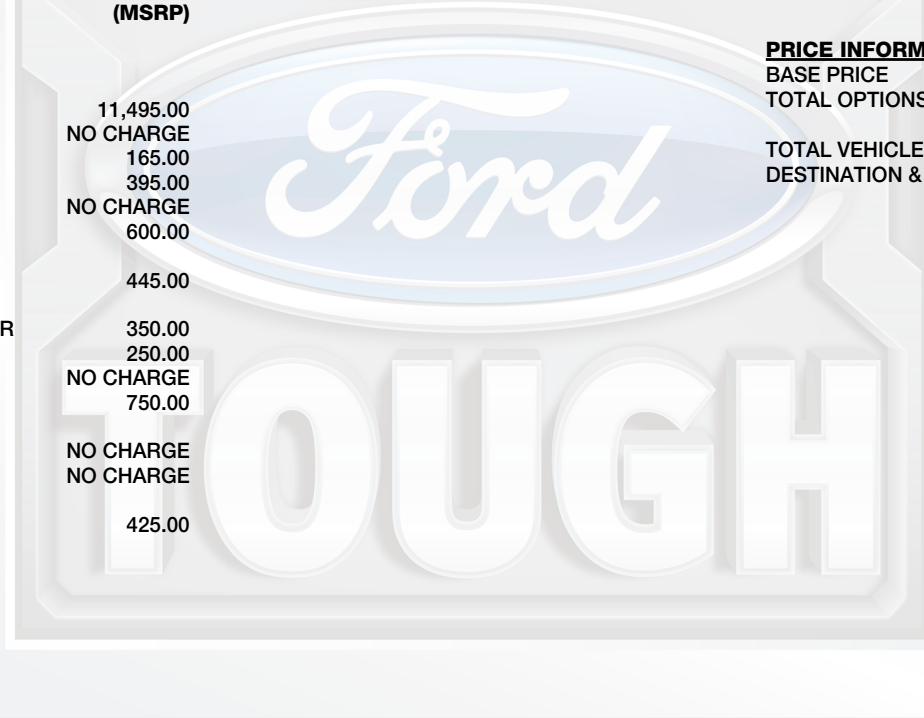 (MSRP)
11,495.00
NO CHARGE
165.00
395.00
NO CHARGE
600.00
445.00
R 350.00
250.00
NO CHARGE
750.00
NO CHARGE
NO CHARGE
425.00
PRICE INFORM
BASE PRICE
TOTAL OPTIONS
TOTAL VEHICLE
DESTINATION &
Ford
TOUGH